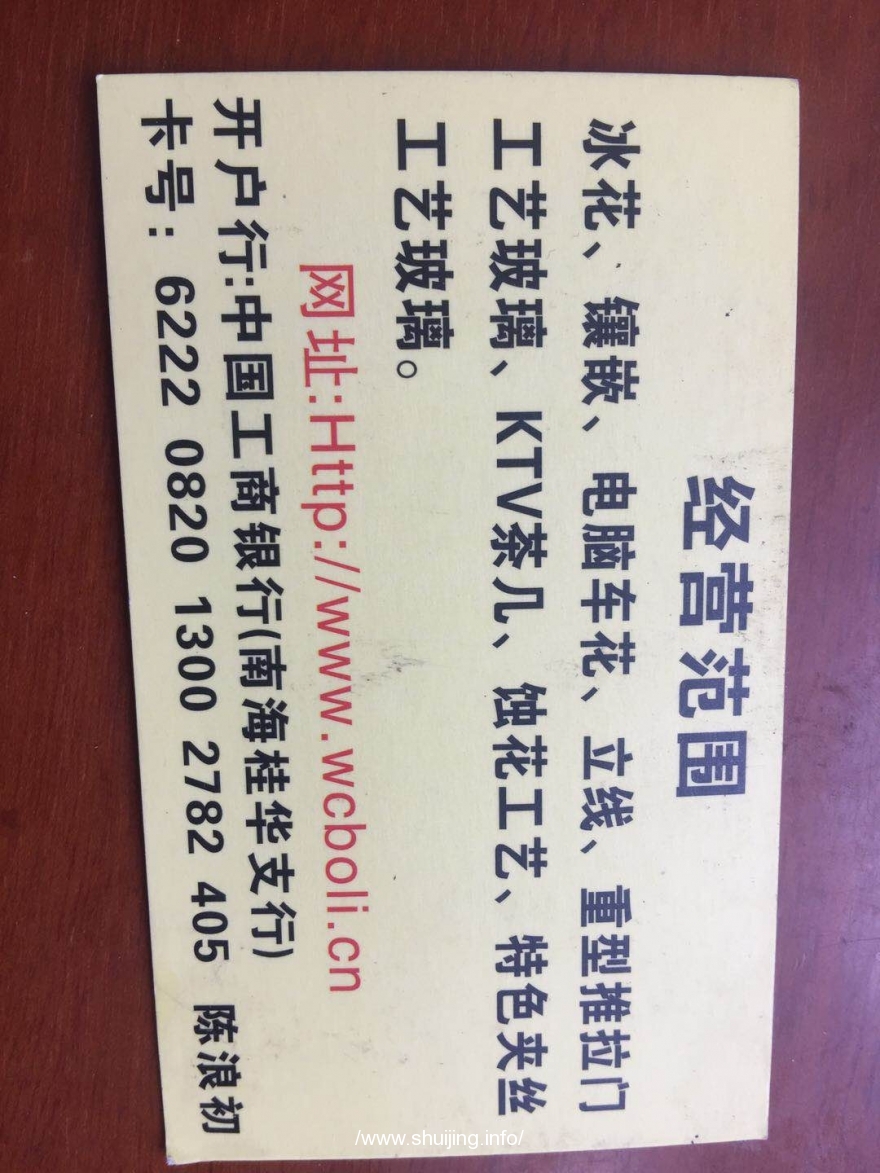 经营范围
冰花、镶嵌、电脑车花、立线、重型推拉门
工艺玻璃、KTV茶几、蚀花工艺、特色夹丝
工艺玻璃。
网址:Http://www.wcboli.cn
开户行:中国工商银行(南海桂华支行)
卡号: 6222 0820 1300 2782 405 陈浪初
/www.shuijing.info/